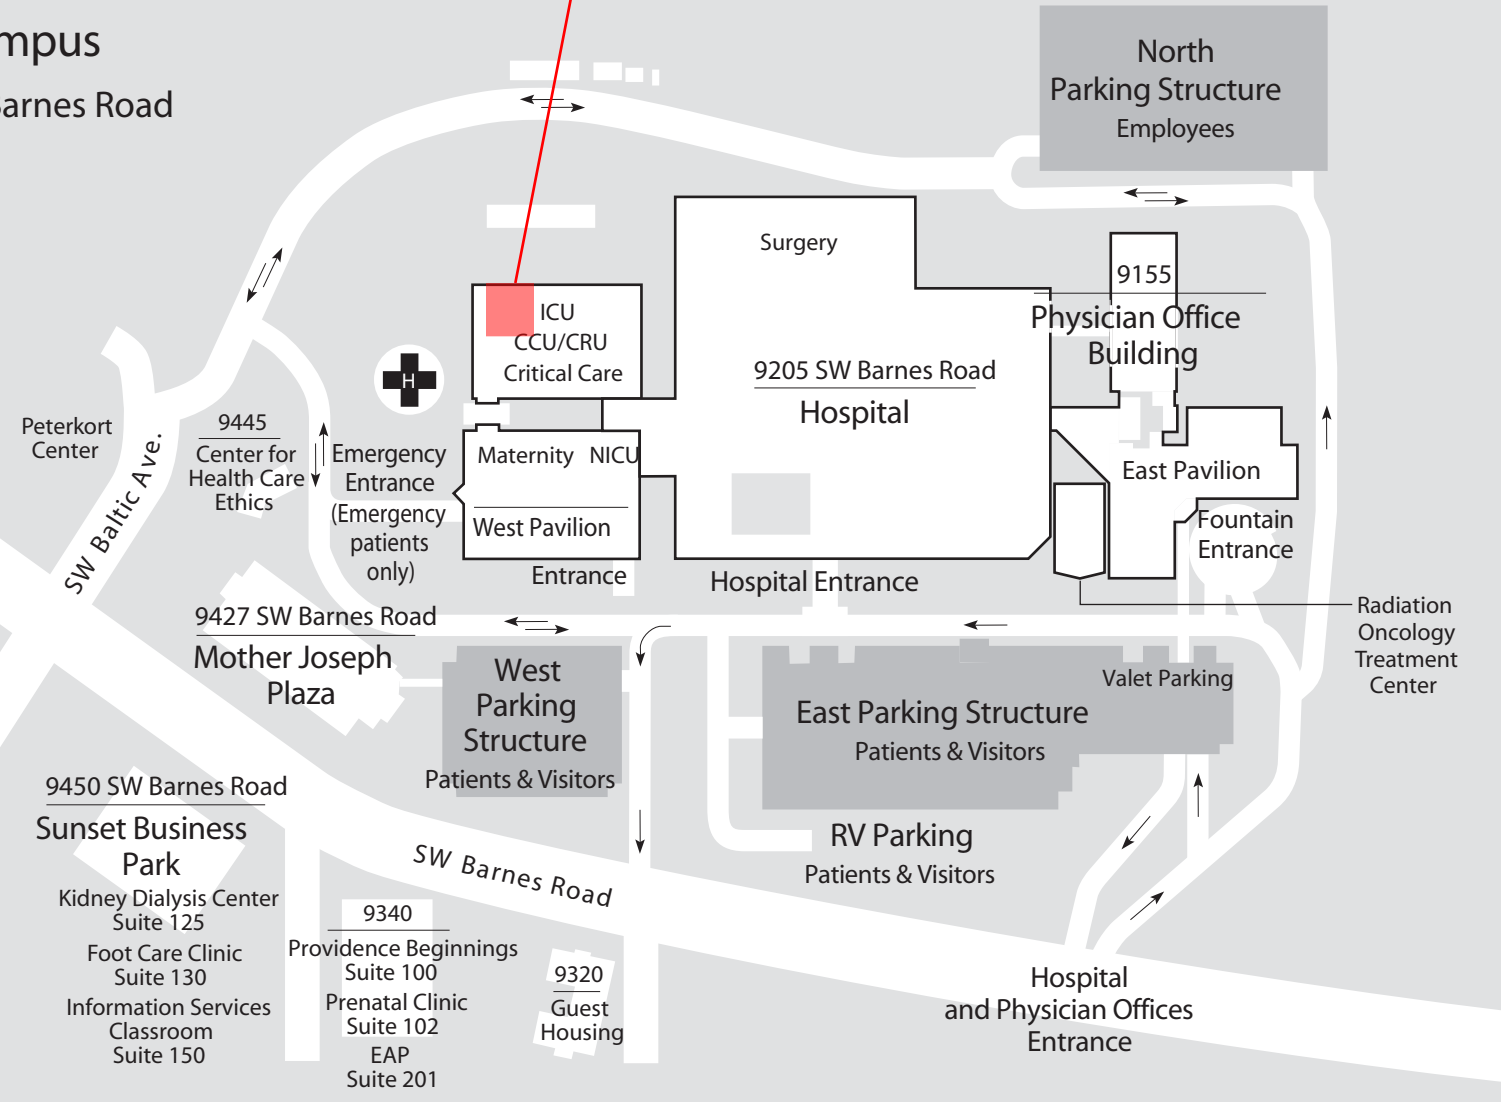 mpus
Barnes Road
North
Parking Structure
Employees
Surgery
9155
Physician Office
Building
ICU
CCU/CRU
Critical Care
9205 SW Barnes Road
Hospital
H
Peterkort
Center
SW Baltic Ave.
9445
Center for
Health Care
Ethics
Emergency
Entrance
(Emergency
patients
only)
Maternity NICU
West Pavilion
Entrance
Hospital Entrance
East Pavilion
Fountain
Entrance
Radiation
Oncology
Treatment
Center
9427 SW Barnes Road
Mother Joseph
Plaza
West
Parking
Structure
Patients & Visitors
Valet Parking
East Parking Structure
Patients & Visitors
RV Parking
Patients & Visitors
9450 SW Barnes Road
Sunset Business
Park
Kidney Dialysis Center
Suite 125
Foot Care Clinic
Suite 130
Information Services
Classroom
Suite 150
SW Barnes Road
9340
Providence Beginnings
Suite 100
Prenatal Clinic
Suite 102
EAP
Suite 201
9320
Guest
Housing
Hospital
and Physician Offices
Entrance